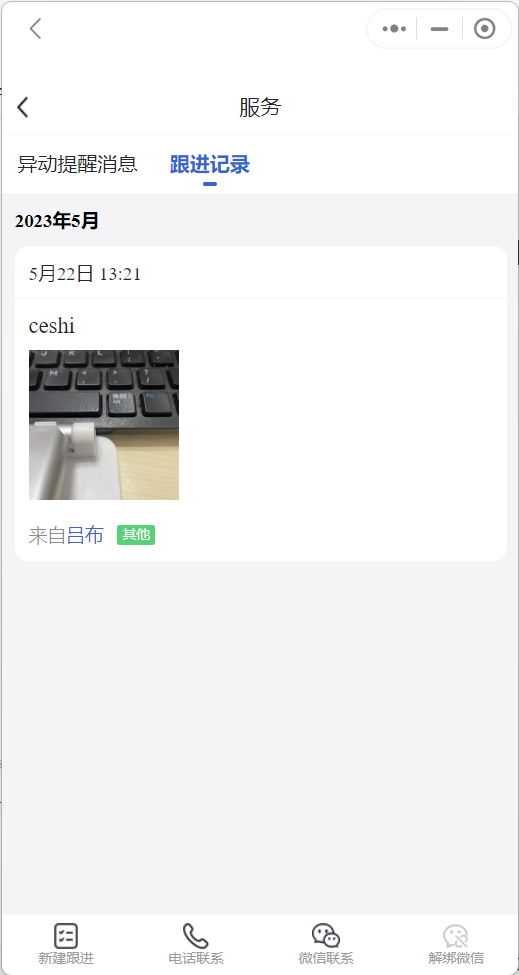 服务
异动提醒消息 跟进记录
2023年5月
5月22日 13:21
ceshi
来自吕布 其他
新建跟进 电话联系 微信联系 解绑微信